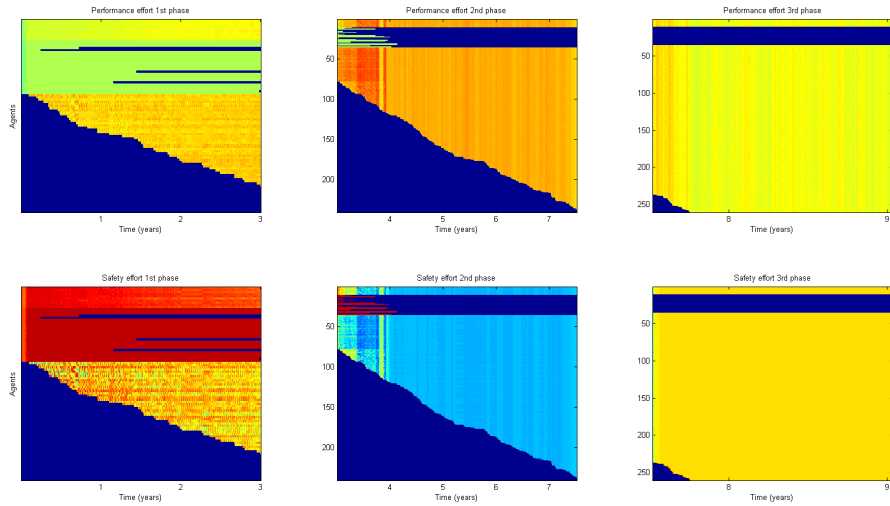 Performance effort 1st phase
Agents
1 2 3
Time (years)
Performance effort 2nd phase
50
100
150
200
4 5 6 7
Time (years)
Performance effort 3rd phase
50
100
150
200
250
8 9
Time (years)
Safety effort 1st phase
Agents
1 2 3
Time (years)
Safety effort 2nd phase
50
100
150
200
4 5 6 7
Time (years)
Safety effort 3rd phase
50
100
150
200
250
8 9
Time (years)